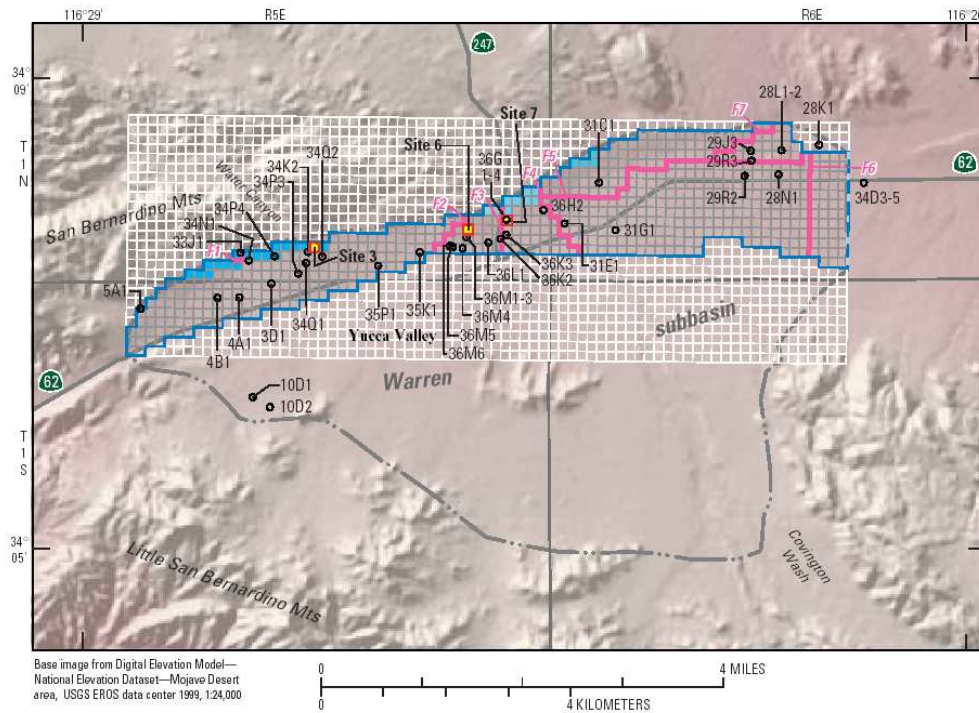 116°29'
R5E
R6E
116°20'
247
34°
09'
T
1
N
Site 7
Site 6
28L1-2
28K1
F7
31C1
29J3
29R3
62
F6
34D3-5
29R2
28N1
36G
1-4
F5
F4
F3
F2
36H2
31G1
31E1
34Q2
34K2
34P3
34P4
34N1
33J1
F1
Water Canyon
San Bernardino Mts
Site 3
5A1
4B1
4A1
3D1
34Q1
35P1
35K1
36K3
36K2
36L1
36M1-3
36M4
36M5
36M6
Yucca Valley
Warren
subbasin
62
10D1
10D2
T
1
S
34°
05'
Covington
Wash
Little San Bernardino Mts
Base image from Digital Elevation Model—
National Elevation Dataset—Mojave Desert
area, USGS EROS data center 1999, 1:24,000
0
4 MILES
0
4 KILOMETERS